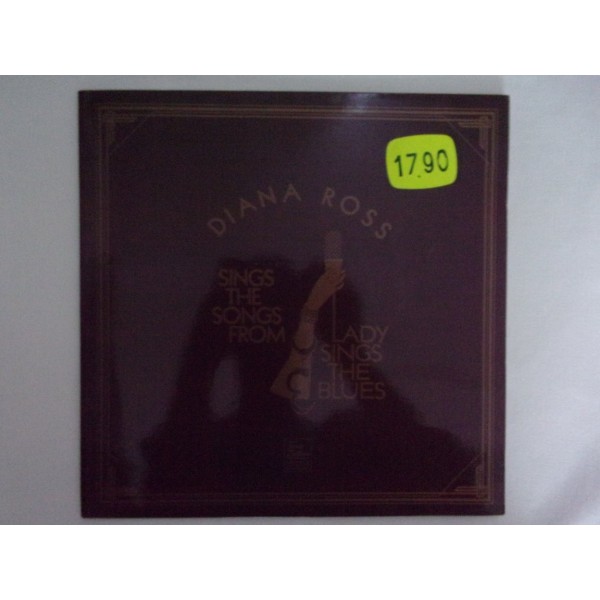 17.90
DIANA ROSS
SINGS
THE
SONGS
FROM
LADY
SINGS
THE
BLUES